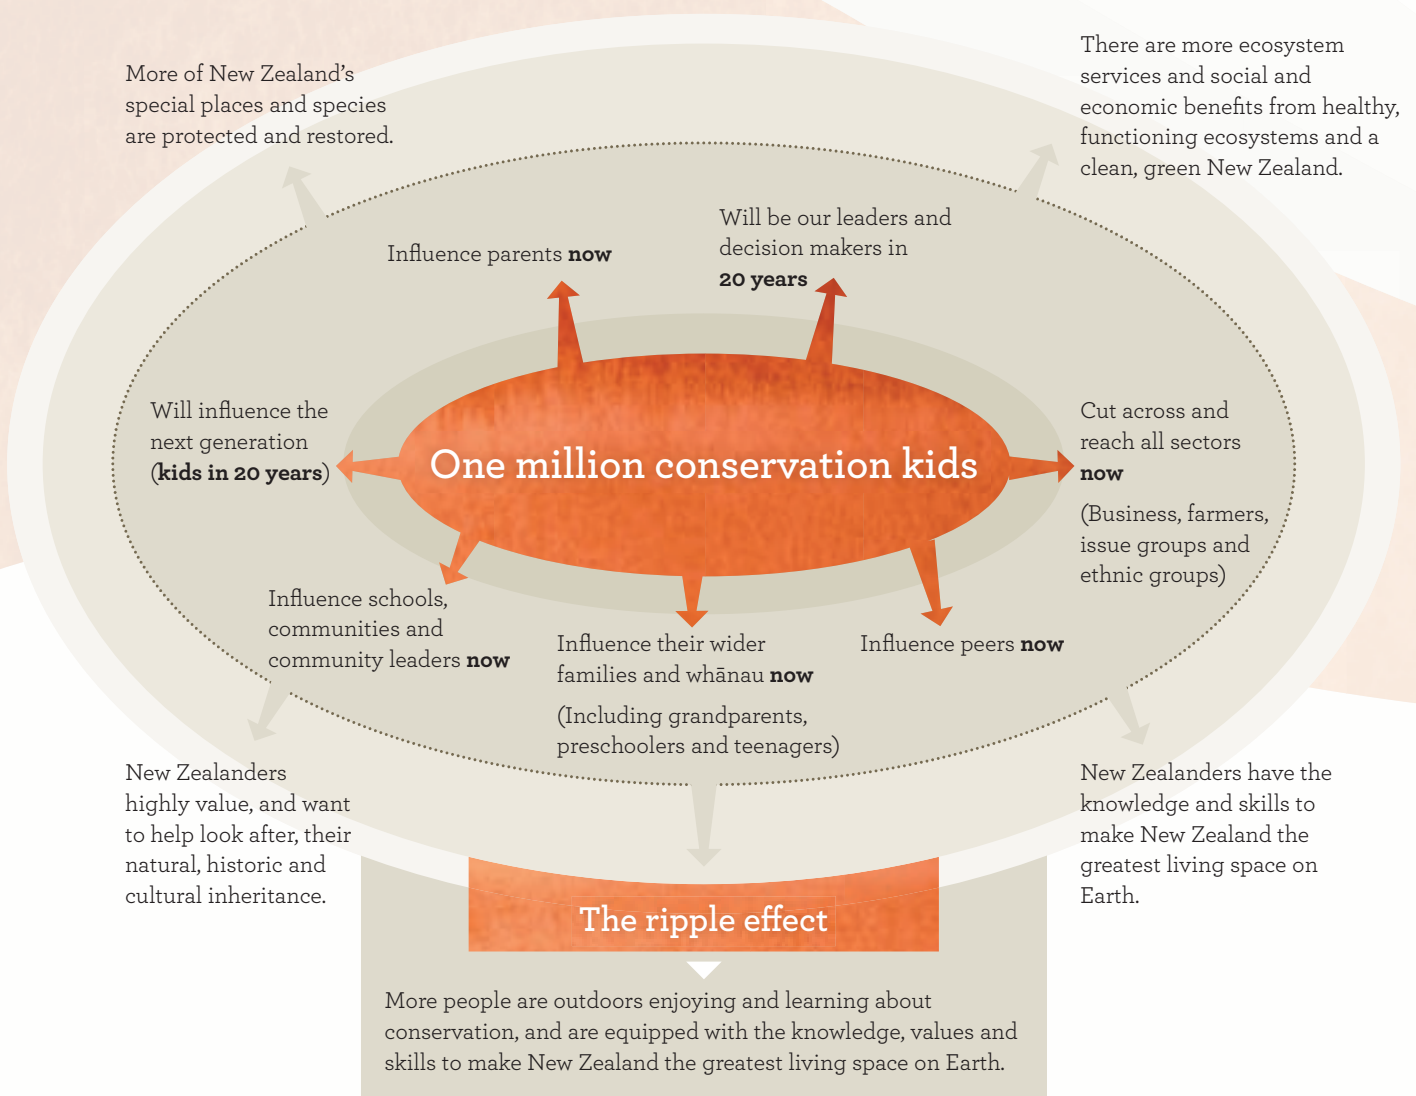 More of New Zealand’s
special places and species
are protected and restored.
There are more ecosystem
services and social and
economic benefits from healthy,
functioning ecosystems and a
clean, green New Zealand.
Influence parents now
Will be our leaders and
decision makers in
20 years
Will influence the
next generation
(kids in 20 years)
One million conservation kids
Cut across and
reach all sectors
now
(Business, farmers,
issue groups and
ethnic groups)
Influence schools,
communities and
community leaders now
Influence their wider
families and whānau now
(Including grandparents,
preschoolers and teenagers)
Influence peers now
New Zealanders
highly value, and want
to help look after, their
natural, historic and
cultural inheritance.
New Zealanders have the
knowledge and skills to
make New Zealand the
greatest living space on
Earth.
The ripple effect
More people are outdoors enjoying and learning about
conservation, and are equipped with the knowledge, values and
skills to make New Zealand the greatest living space on Earth.